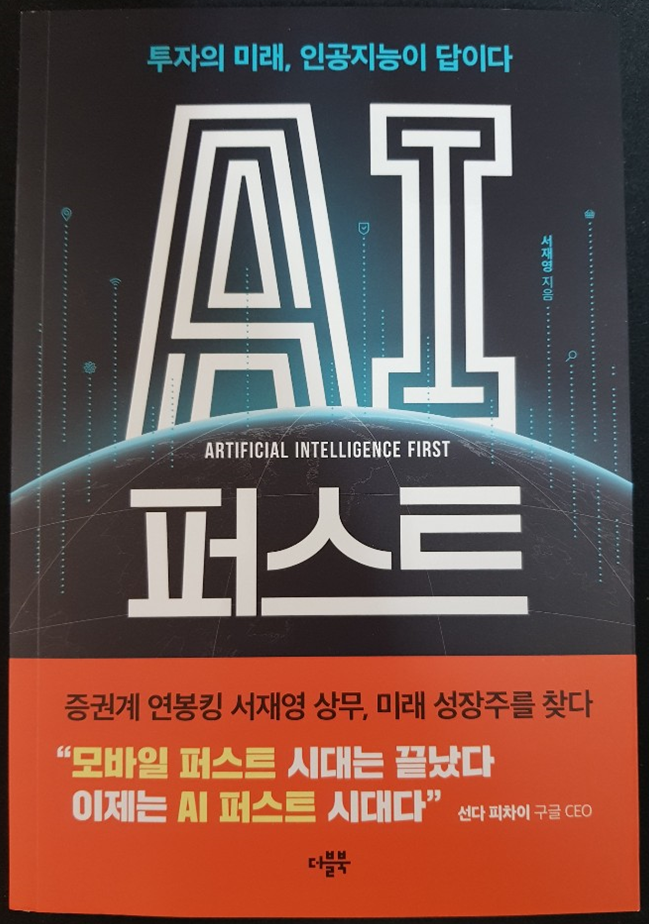 투자의 미래, 인공지능이 답이다
AI
서재영 지음
ARTIFICIAL INTELLIGENCE FIRST
퍼스트
증권계 연봉킹 서재영 상무, 미래 성장주를 찾다
“모바일 퍼스트 시대는 끝났다
이제는 AI 퍼스트 시대다” 선다 피차이 구글 CEO
더블북